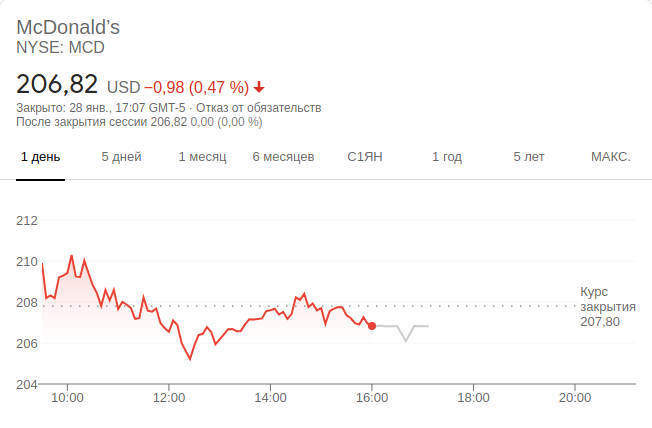 McDonald’s
NYSE: MCD
206,82 USD −0,98 (0,47 %)
Закрыто: 28 янв., 17:07 GMT-5 · Отказ от обязательств
После закрытия сессии 206,82 0,00 (0,00 %)
1 день 5 дней 1 месяц 6 месяцев С1ЯН 1 год 5 лет МАКС.
212
210
208
206
204
Курс
закрытия
207,80
10:00 12:00 14:00 16:00 18:00 20:00